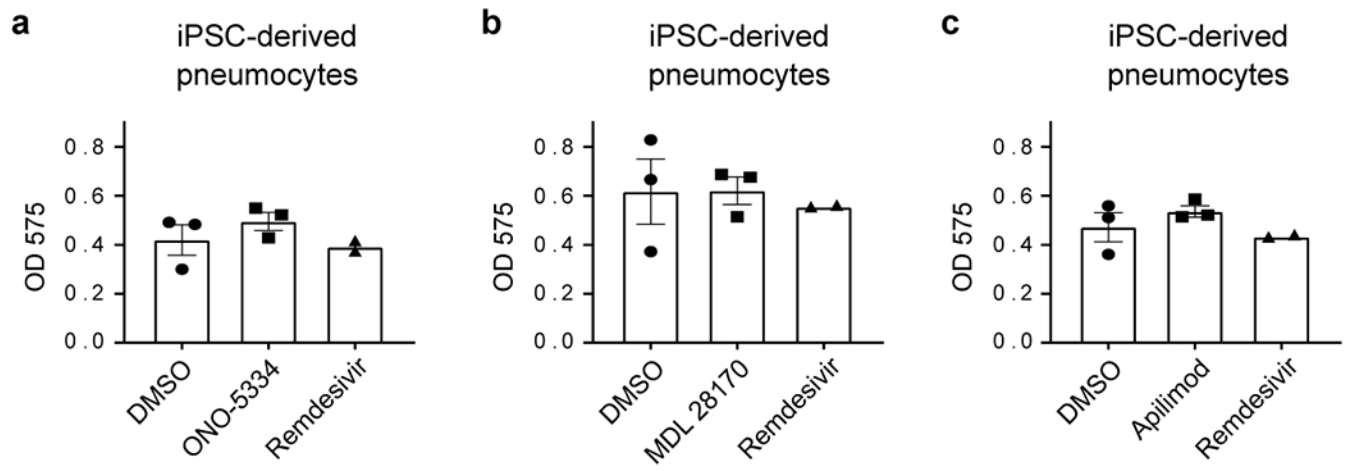 a
iPSC-derived
pneumocytes
OD 575
0.8
0.6
0.4
0.2
0.0
DMSO
ONO-5334
Remdesivir
b
iPSC-derived
pneumocytes
OD 575
0.8
0.6
0.4
0.2
0.0
DMSO
MDL 28170
Remdesivir
c
iPSC-derived
pneumocytes
OD 575
0.8
0.6
0.4
0.2
0.0
DMSO
Apilimod
Remdesivir